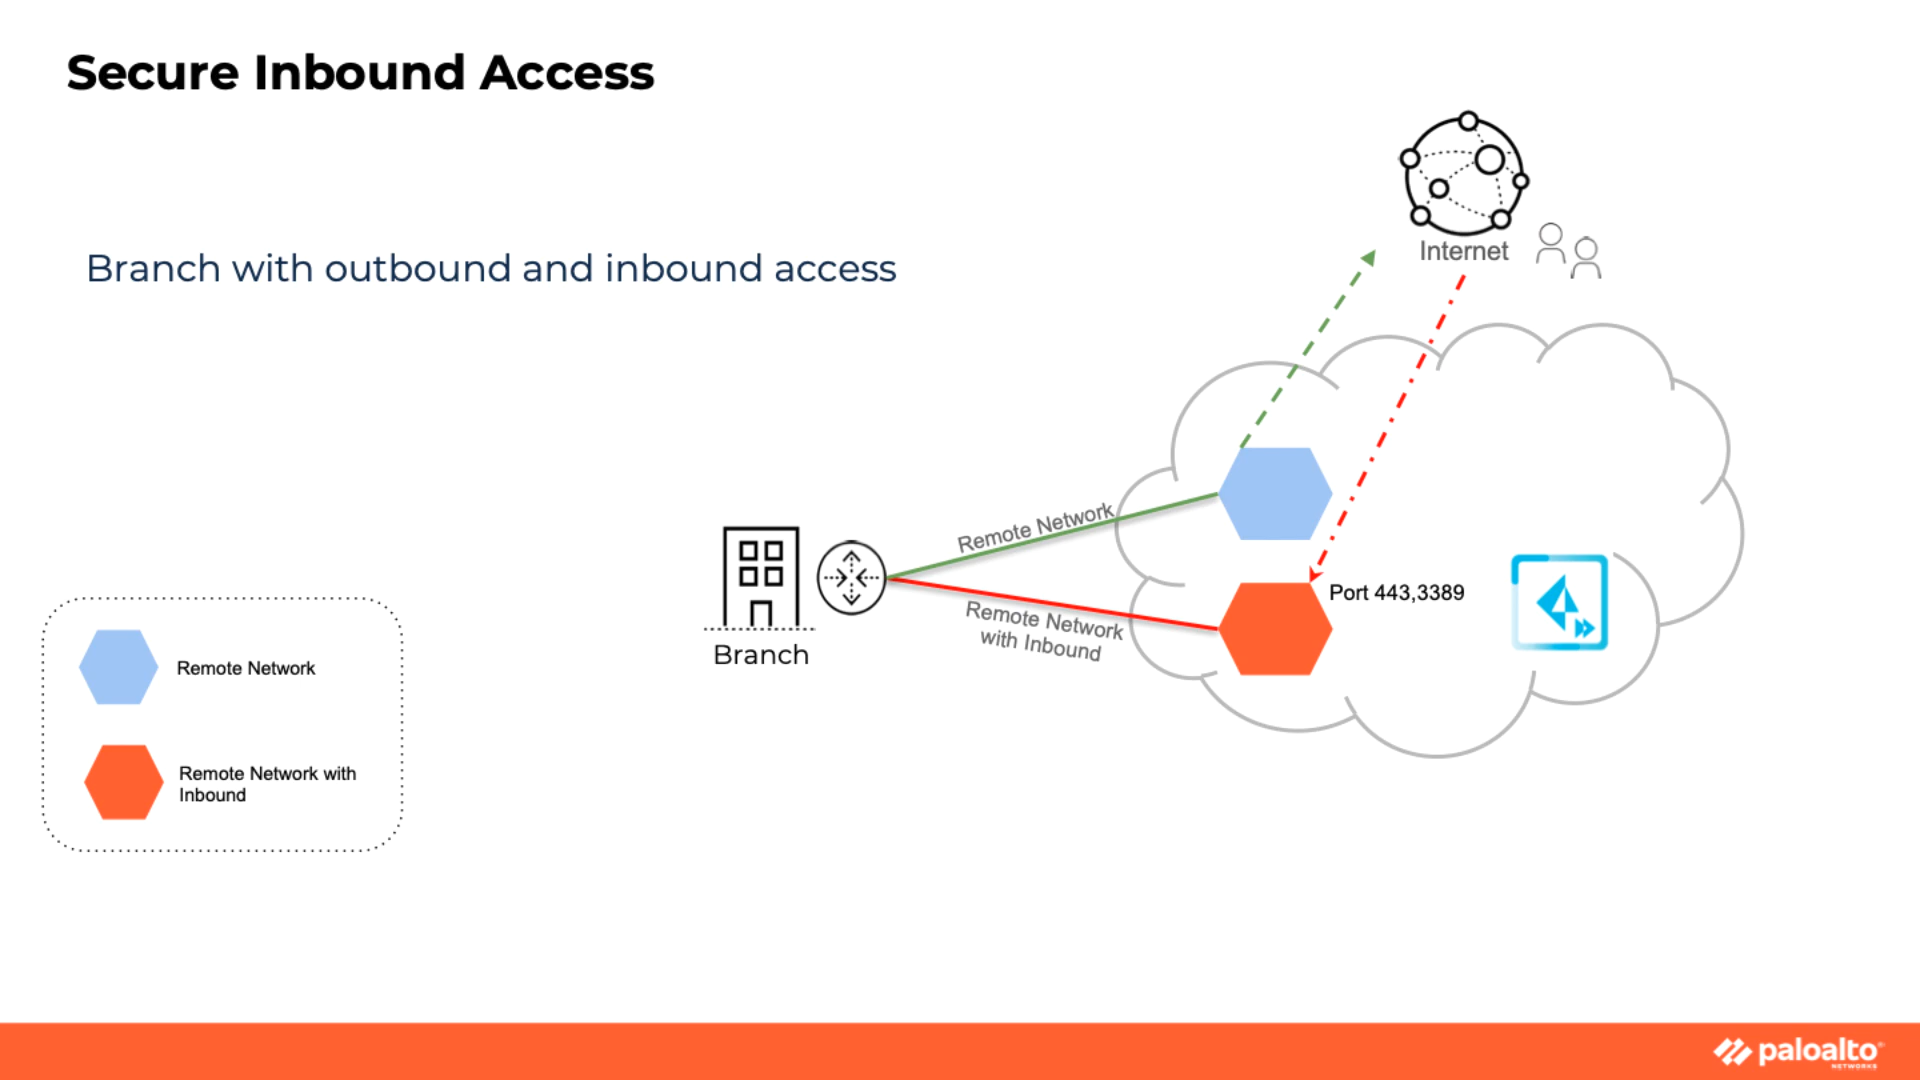 Secure Inbound Access
Internet
Branch with outbound and inbound access
Remote Network
Port 443,3389
Remote Network
with Inbound
Branch
Remote Network
Remote Network with
Inbound
paloalto
NETWORKS